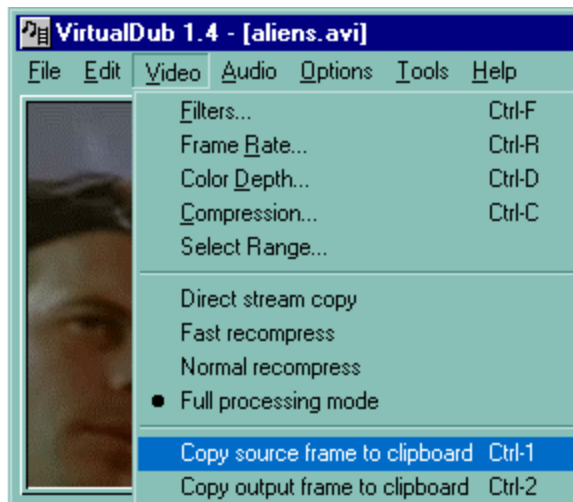 VirtualDub 1.4 - [aliens.avi]
File Edit Video Audio Options Tools Help
Filters... Ctrl-F
Frame Rate... Ctrl-R
Color Depth... Ctrl-D
Compression... Ctrl-C
Select Range...
Direct stream copy
Fast recompress
Normal recompress
Full processing mode
Copy source frame to clipboard Ctrl-1
Copy output frame to clipboard Ctrl-2